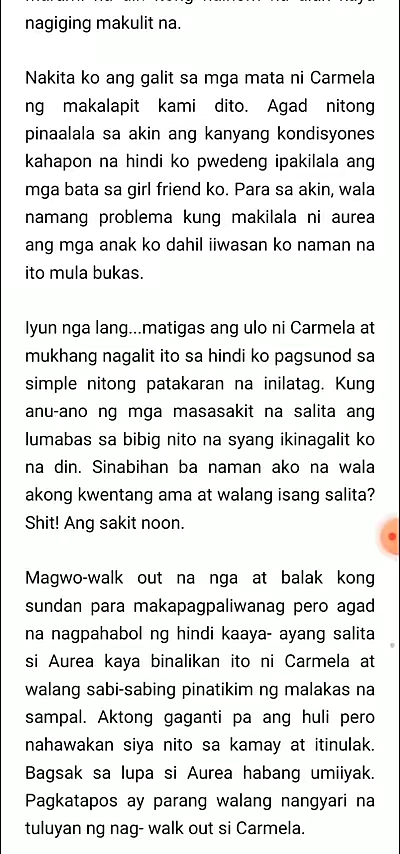 nagiging makulit na.
Nakita ko ang galit sa mga mata ni Carmela
ng makalapit kami dito. Agad nitong
pinaalala sa akin ang kanyang kondisyones
kahapon na hindi ko pwedeng ipakilala ang
mga bata sa girl friend ko. Para sa akin, wala
namang problema kung makilala ni aurea
ang mga anak ko dahil iiwasan ko naman na
ito mula bukas.
Iyun nga lang...matigas ang ulo ni Carmela at
mukhang nagalit ito sa hindi ko pagsunod sa
simple nitong patakaran na inilatag. Kung
anu-ano ng mga masasakit na salita ang
lumabas sa bibig nito na syang ikinagalit ko
na din. Sinabihan ba naman ako na wala
akong kwentang ama at walang isang salita?
Shit! Ang sakit noon.
Magwo-walk out na nga at balak kong
sundan para makapagpaliwanag pero agad
na nagpahabol ng hindi kaaya- ayang salita
si Aurea kaya binalikan ito ni Carmela at
walang sabi-sabing pinatikim ng malakas na
sampal. Aktong gaganti pa ang huli pero
nahawakan siya nito sa kamay at itinulak.
Bagsak sa lupa si Aurea habang umiiyak.
Pagkatapos ay parang walang nangyari na
tuluyan ng nag- walk out si Carmela.